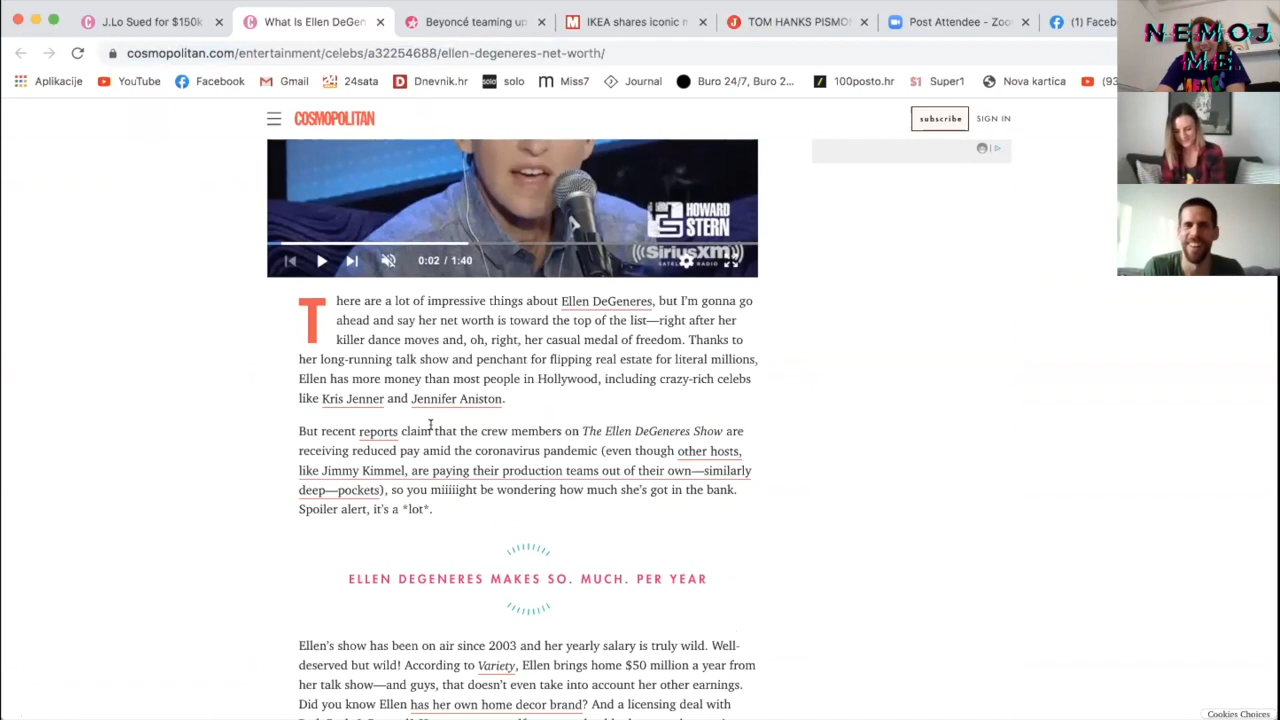 J.Lo Sued for $150k
What Is Ellen DeGen
Beyoncé teaming up
IKEA shares iconic m
TOM HANKS PISMO
Post Attendee - Zoo
(1) Faceb
cosmopolitan.com/entertainment/celebs/a32254688/ellen-degeneres-net-worth/
Aplikacije YouTube Facebook Gmail 24sata Dnevnik.hr solo solo Miss7 Journal Buro 24/7, Buro 2... 100posto.hr Super1 Nova kartica (93
NEMOJ
ME.
COSMOPOLITAN
subscribe SIGN IN
HOWARD
STERN
SiriusXM
SATELLITE RADIO
0:02 / 1:40
There are a lot of impressive things about Ellen DeGeneres, but I'm gonna go
ahead and say her net worth is toward the top of the list—right after her
killer dance moves and, oh, right, her casual medal of freedom. Thanks to
her long-running talk show and penchant for flipping real estate for literal millions,
Ellen has more money than most people in Hollywood, including crazy-rich celebs
like Kris Jenner and Jennifer Aniston.
But recent reports claim that the crew members on The Ellen DeGeneres Show are
receiving reduced pay amid the coronavirus pandemic (even though other hosts,
like Jimmy Kimmel, are paying their production teams out of their own—similarly
deep—pockets), so you miiiiight be wondering how much she's got in the bank.
Spoiler alert, it's a *lot*.
ELLEN DEGENERES MAKES SO. MUCH. PER YEAR
Ellen's show has been on air since 2003 and her yearly salary is truly wild. Well-
deserved but wild! According to Variety, Ellen brings home $50 million a year from
her talk show—and guys, that doesn't even take into account her other earnings.
Did you know Ellen has her own home decor brand? And a licensing deal with
Cookies Choices